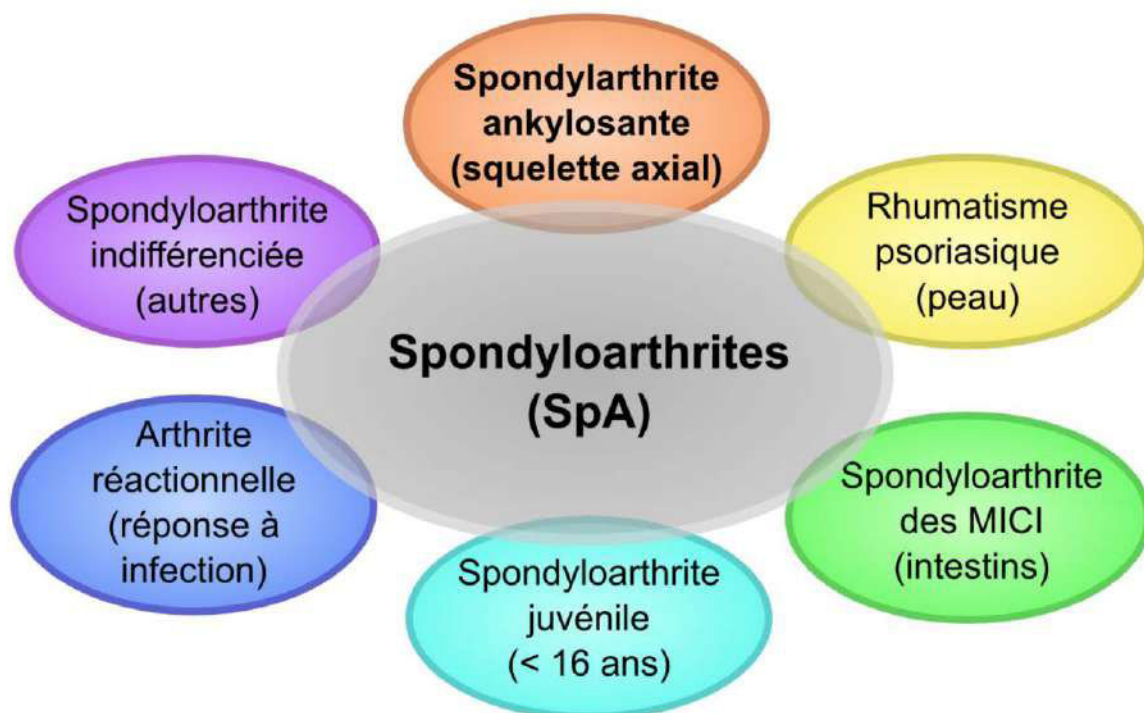 Spondylarthrite
ankylosante
(squelette axial)
Spondyloarthrite
indifférenciée
(autres)
Rhumatisme
psoriasique
(peau)
Spondyloarthrites
(SpA)
Arthrite
réactionnelle
(réponse à
infection)
Spondyloarthrite
des MICI
(intestins)
Spondyloarthrite
juvénile
(< 16 ans)